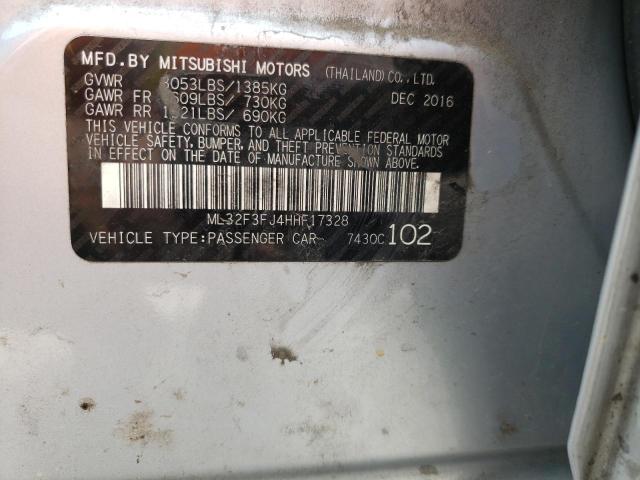 MFD.BY MITSUBISHI MOTORS (THAILAND) CO., LTD.
GVWR 3053LBS/1385KG DEC 2016
GAWR FR 1609LBS/ 730KG
GAWR RR 1521LBS/ 690KG
THIS VEHICLE CONFORMS TO ALL APPLICABLE FEDERAL MOTOR
VEHICLE SAFETY, BUMPER, AND THEFT PREVENTION STANDARDS
IN EFFECT ON THE DATE OF MANUFACTURE SHOWN ABOVE.
ML32F3FJ4HHF17328
VEHICLE TYPE:PASSENGER CAR 7430C 102